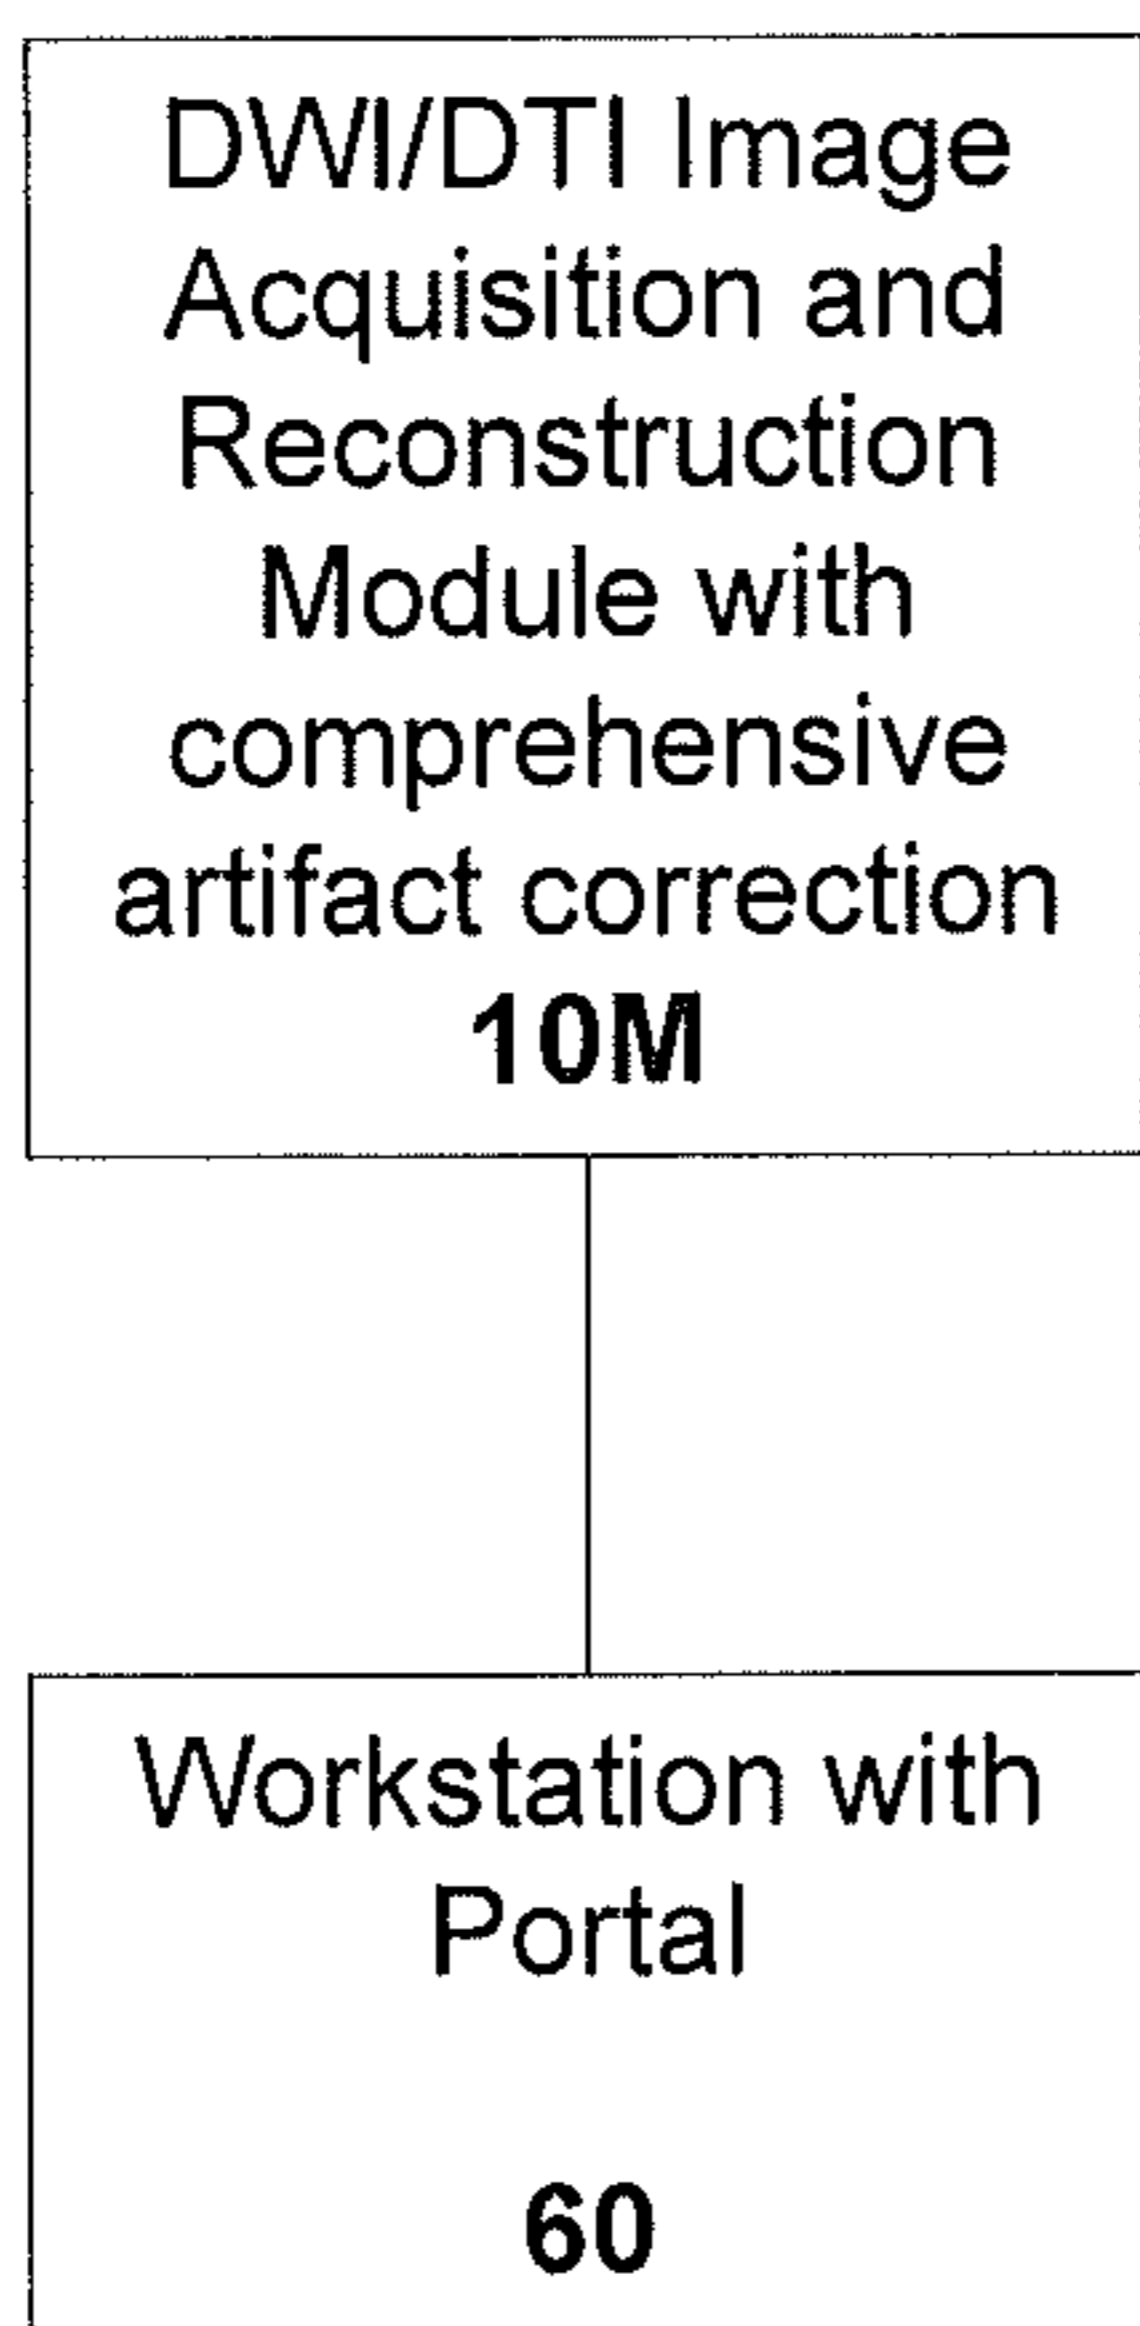 DWI/DTI Image
Acquisition and
Reconstruction
Module with
comprehensive
artifact correction
10M
Workstation with
Portal
60